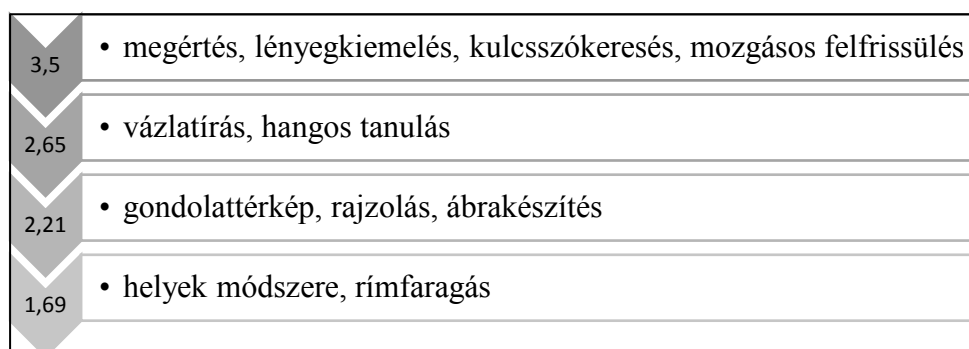 3,5
• megértés, lényegkiemelés, kulcsszókeresés, mozgásos felfrissülés
2,65
• vázlatírás, hangos tanulás
2,21
• gondolattérkép, rajzolás, ábrakészítés
1,69
• helyek módszere, rímfaragás